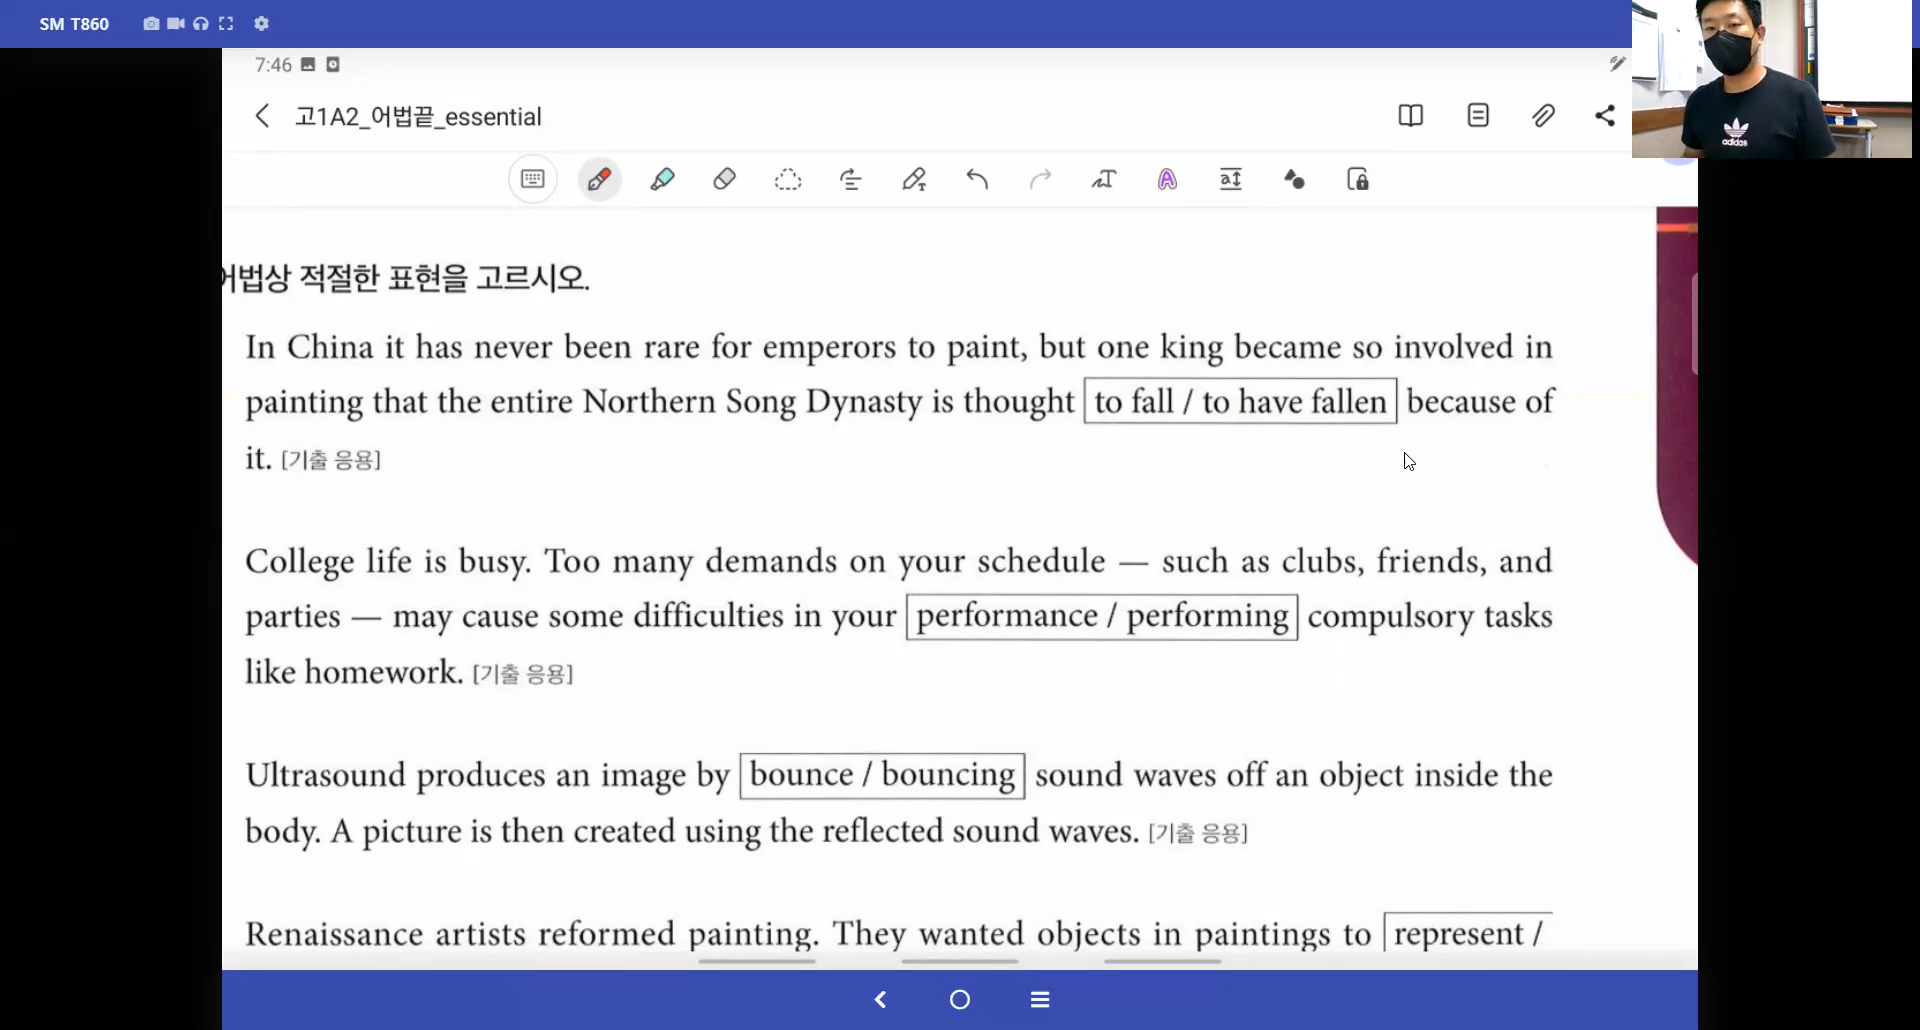 SM T860
7:46
고1A2_어법끝_essential
어법상 적절한 표현을 고르시오.
In China it has never been rare for emperors to paint, but one king became so involved in
painting that the entire Northern Song Dynasty is thought to fall / to have fallen because of
it. [기출 응용]
College life is busy. Too many demands on your schedule — such as clubs, friends, and
parties — may cause some difficulties in your performance / performing compulsory tasks
like homework. [기출 응용]
Ultrasound produces an image by bounce / bouncing sound waves off an object inside the
body. A picture is then created using the reflected sound waves. [기출 응용]
Renaissance artists reformed painting. They wanted objects in paintings to represent /
adidas